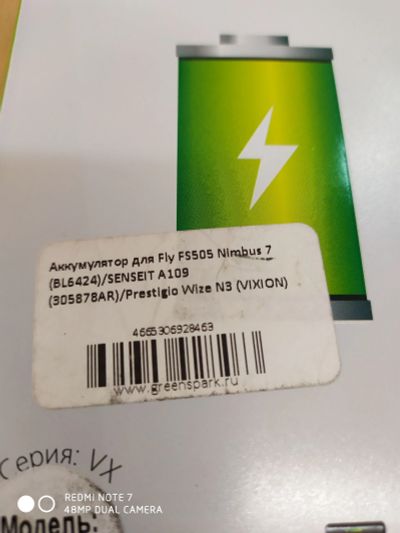 Аккумулятор для Fly FS505 Nimbus 7
(BL6424)/SENSEIT A109
(305878AR)/Prestigio Wize N3 (VIXION)
4665306928463
www.greenspark.ru
Серия: VX
Модель:
REDMI NOTE 7
48MP DUAL CAMERA